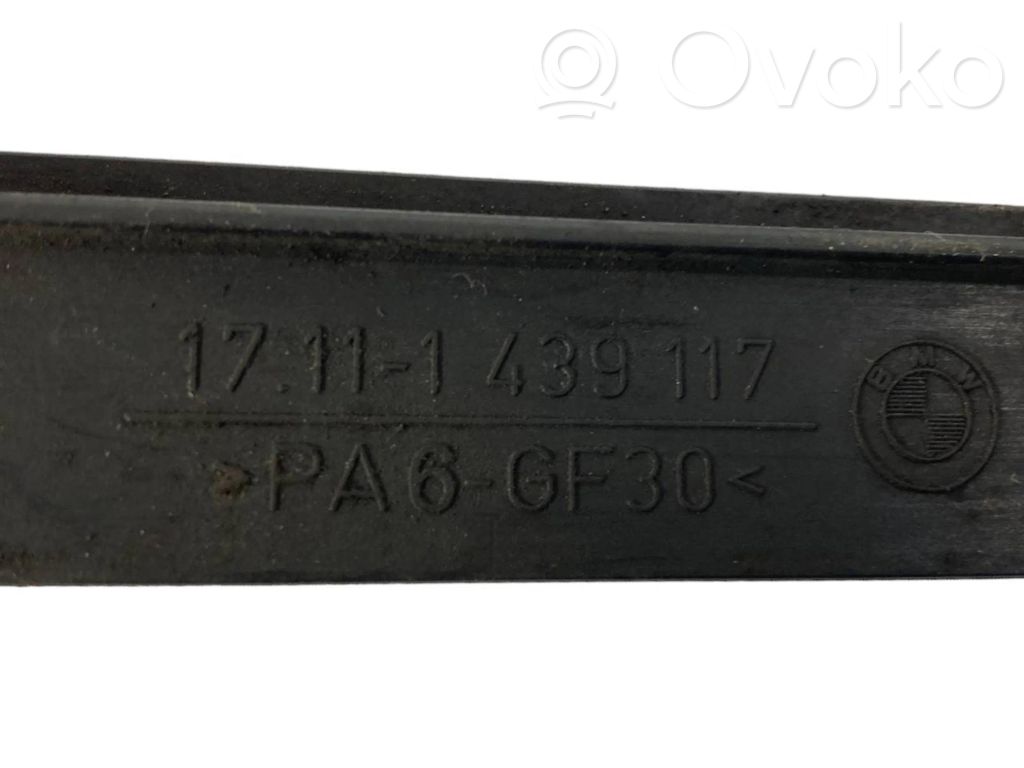 Ovoko
17.11-1 439 117
BMW
>PA6-GF30<